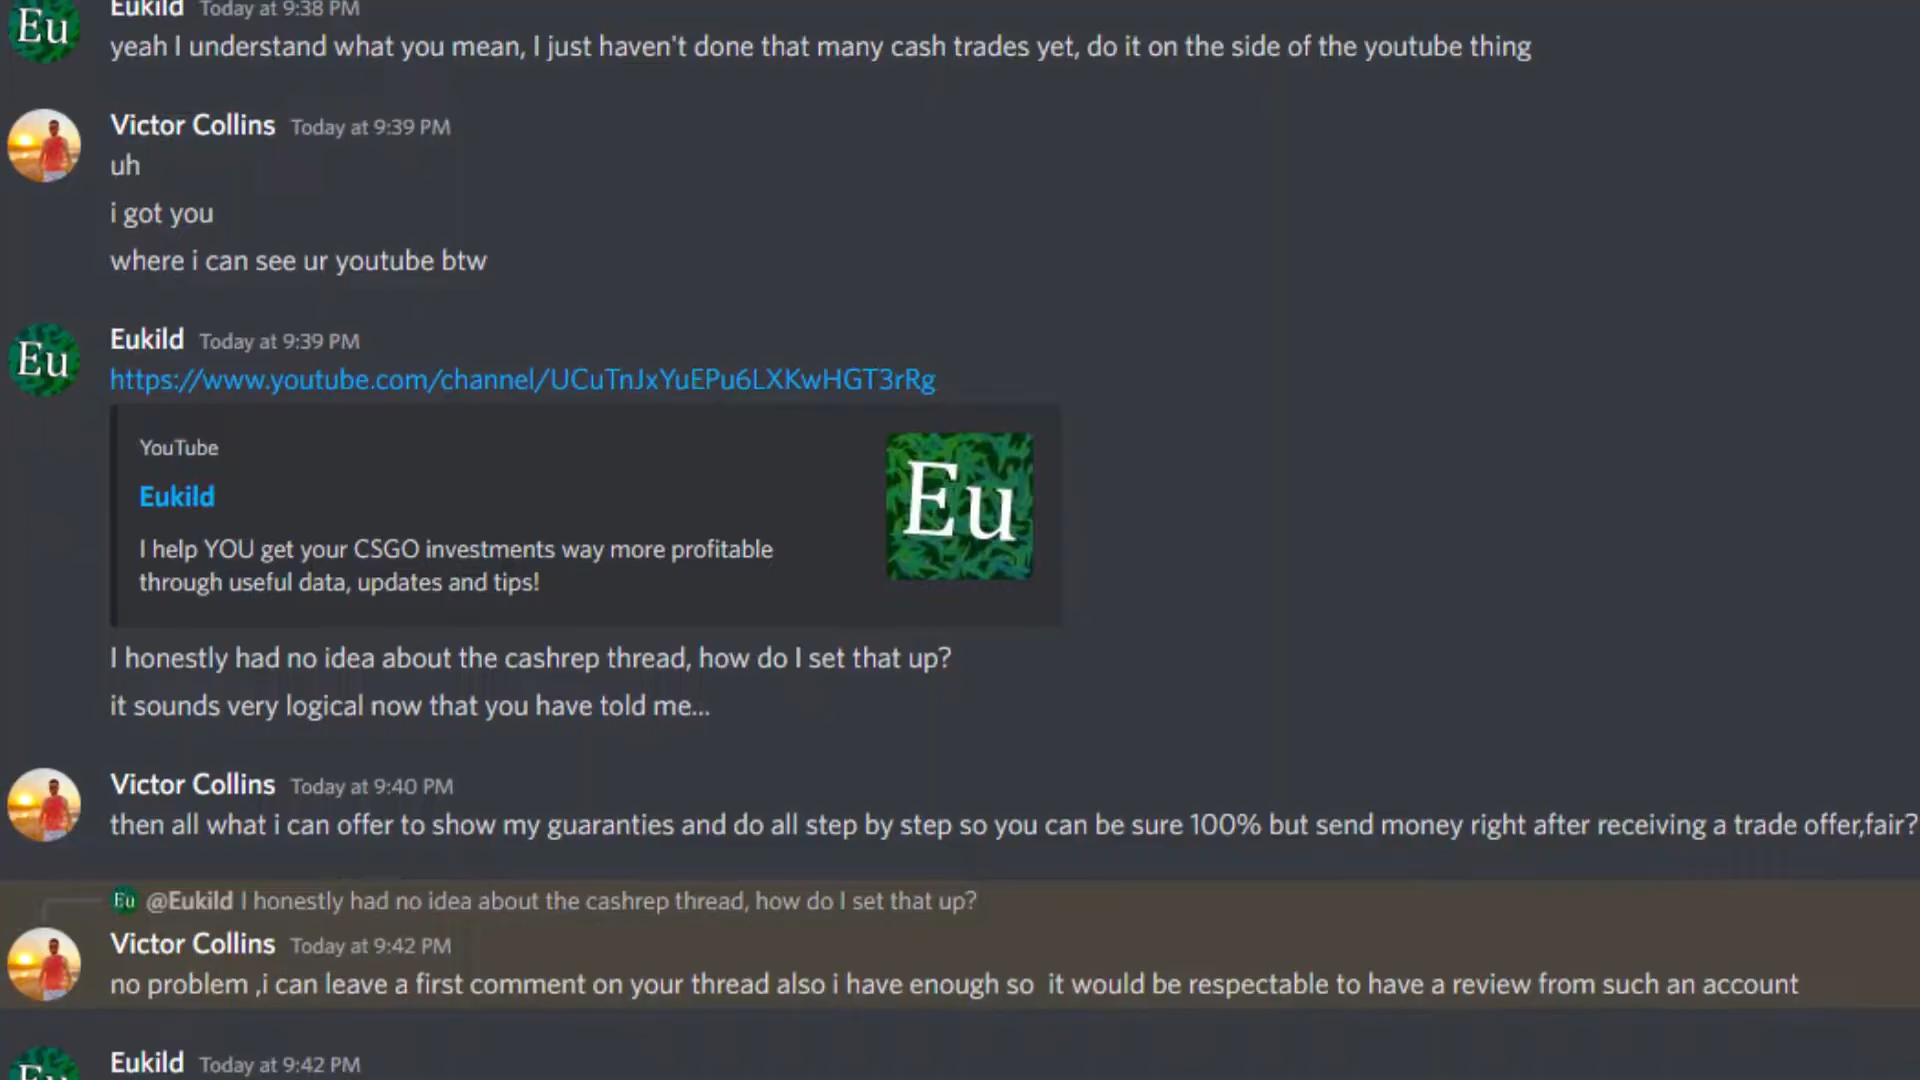 Eukild Today at 9:38 PM
Eu
yeah I understand what you mean, I just haven't done that many cash trades yet, do it on the side of the youtube thing
Victor Collins Today at 9:39 PM
uh
i got you
where i can see ur youtube btw
Eukild Today at 9:39 PM
Eu
https://www.youtube.com/channel/UCuTnJxYuEPu6LXKwHGT3rRg
YouTube
Eukild
Eu
I help YOU get your CSGO investments way more profitable
through useful data, updates and tips!
I honestly had no idea about the cashrep thread, how do I set that up?
it sounds very logical now that you have told me...
Victor Collins Today at 9:40 PM
then all what i can offer to show my guaranties and do all step by step so you can be sure 100% but send money right after receiving a trade offer,fair?
Eu @Eukild I honestly had no idea about the cashrep thread, how do I set that up?
Victor Collins Today at 9:42 PM
no problem ,i can leave a first comment on your thread also i have enough so  it would be respectable to have a review from such an account
Eukild Today at 9:42 PM
Eu